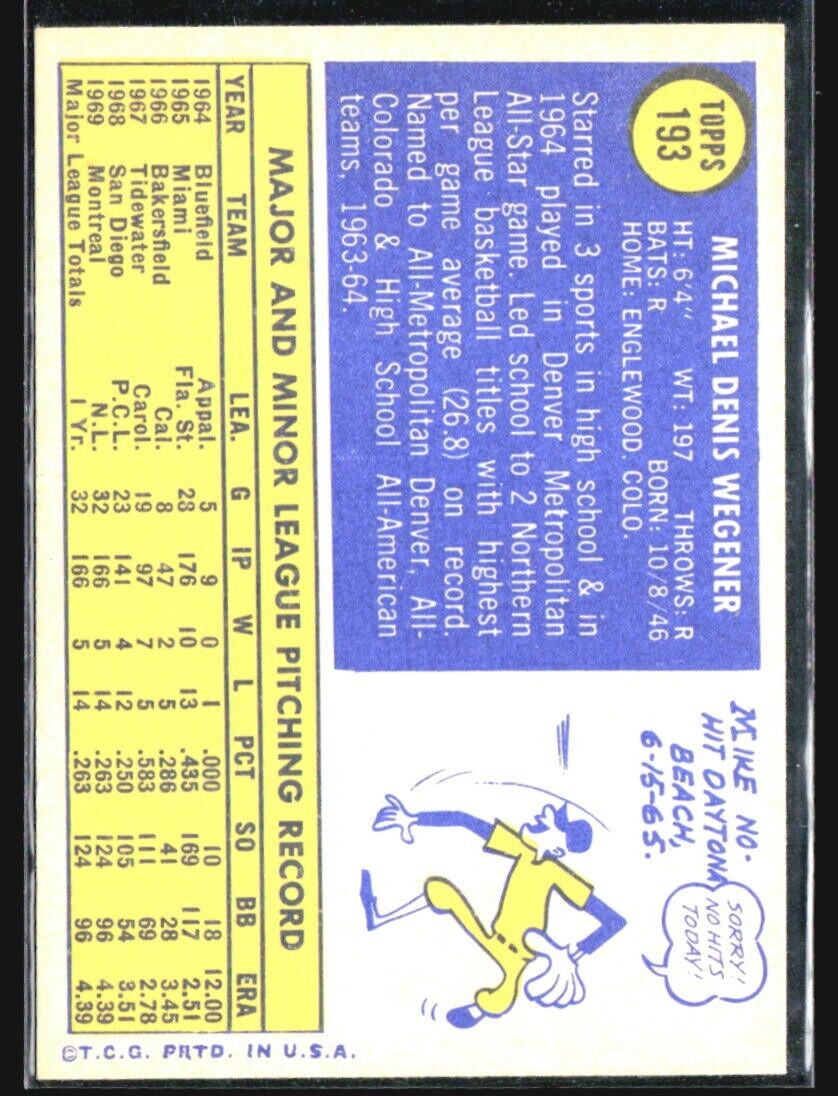 TOPPS
193
MICHAEL DENIS WEGENER
HT: 6'4" WT: 197 THROWS: R
BATS: R BORN: 10/8/46
HOME: ENGLEWOOD, COLO.
Starred in 3 sports in high school & in
1964 played in Denver Metropolitan
All-Star game. Led school to 2 Northern
League basketball titles with highest
per game average (26.8) on record.
Named to All-Metropolitan Denver, All-
Colorado & High School All-American
teams, 1963-64.
MIKE NO-
HIT DAYTONA
BEACH,
6-15-65.
SORRY!
NO HITS
TODAY!
MAJOR AND MINOR LEAGUE PITCHING RECORD
YEAR TEAM LEA. G IP W L PCT SO BB ERA
1964 Bluefield Appal. 5 9 0 1 .000 10 18 12.00
1965 Miami Fla. St. 28 176 10 13 .435 169 117 2.51
1966 Bakersfield Cal. 8 47 2 5 .286 41 28 3.45
1967 Tidewater Carol. 19 97 7 5 .583 111 69 2.78
1968 San Diego P.C.L. 23 141 4 12 .250 105 54 3.51
1969 Montreal N.L. 32 166 5 14 .263 124 96 4.39
Major League Totals 1 Yr. 32 166 5 14 .263 124 96 4.39
©T.C.G. PRTD. IN U.S.A.